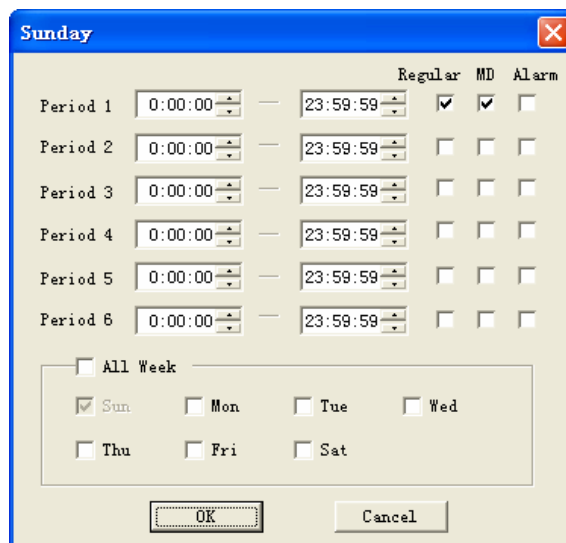 Sunday
Regular MD Alarm
Period 1 0:00:00 — 23:59:59
Period 2 0:00:00 — 23:59:59
Period 3 0:00:00 — 23:59:59
Period 4 0:00:00 — 23:59:59
Period 5 0:00:00 — 23:59:59
Period 6 0:00:00 — 23:59:59
All Week
Sun Mon Tue Wed
Thu Fri Sat
OK Cancel